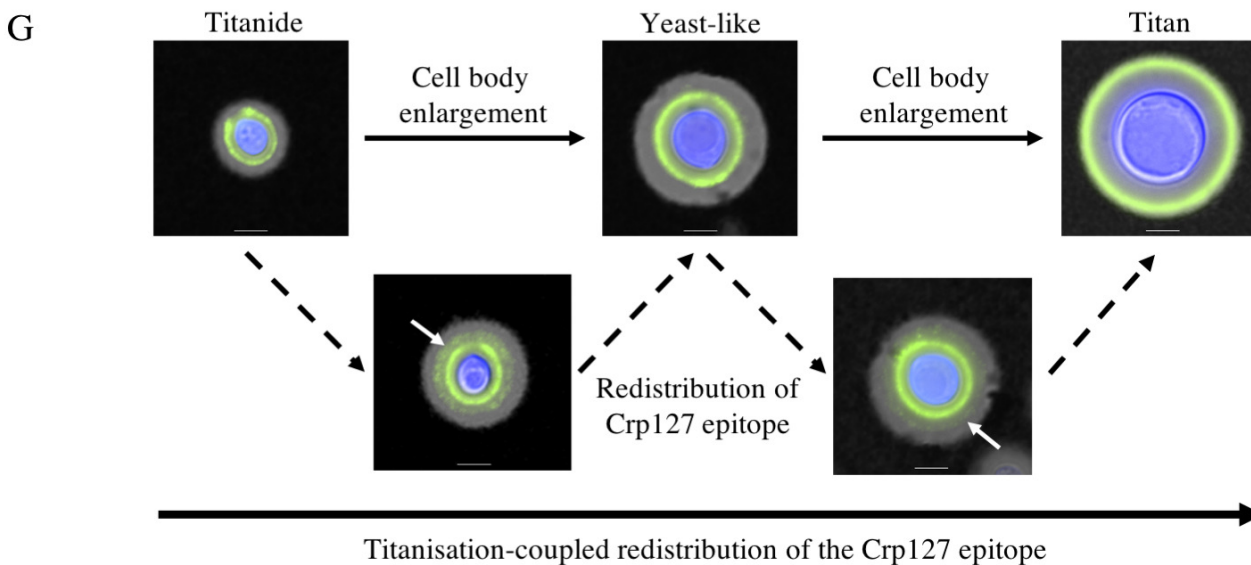 G
Titanide
Yeast-like
Titan
Cell body
enlargement
Cell body
enlargement
Redistribution of
Crp127 epitope
Titanisation-coupled redistribution of the Crp127 epitope